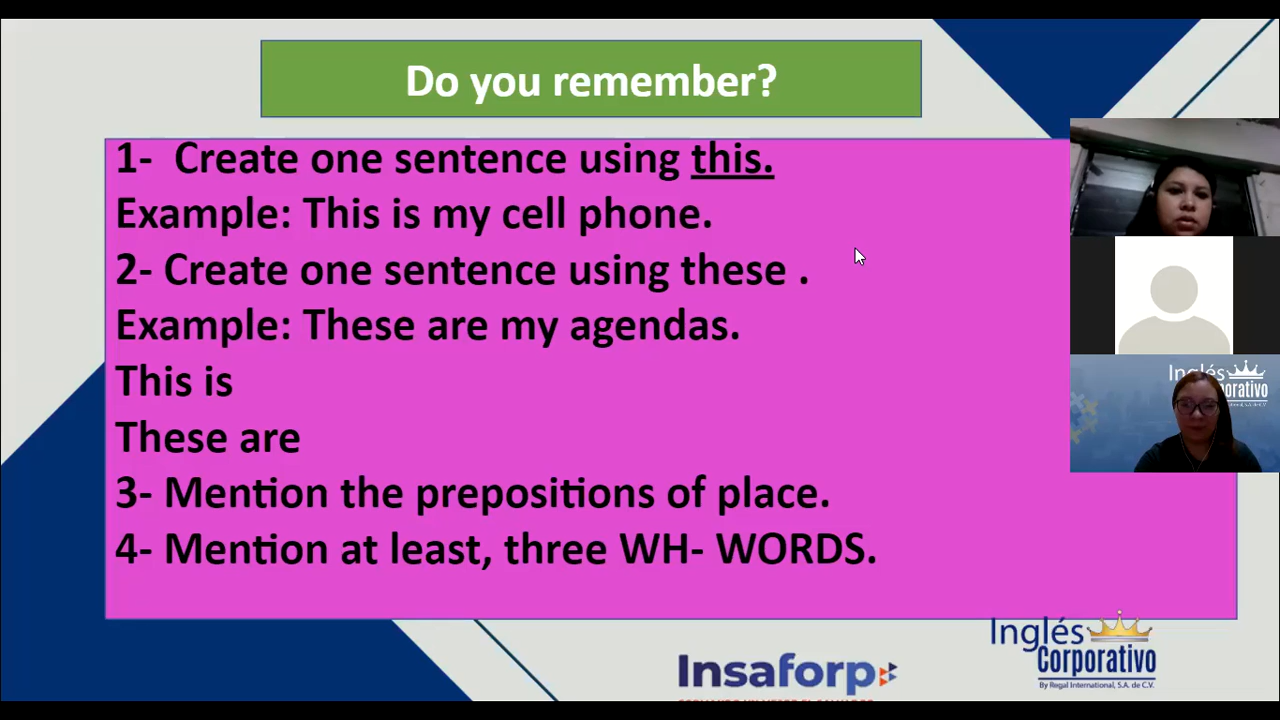 Do you remember?
1- Create one sentence using this.
Example: This is my cell phone.
2- Create one sentence using these .
Example: These are my agendas.
This is
These are
3- Mention the prepositions of place.
4- Mention at least, three WH- WORDS.
Inglés
Corporativo
Insaforp
Inglés
Corporativo
By Regal International, S.A. de C.V.